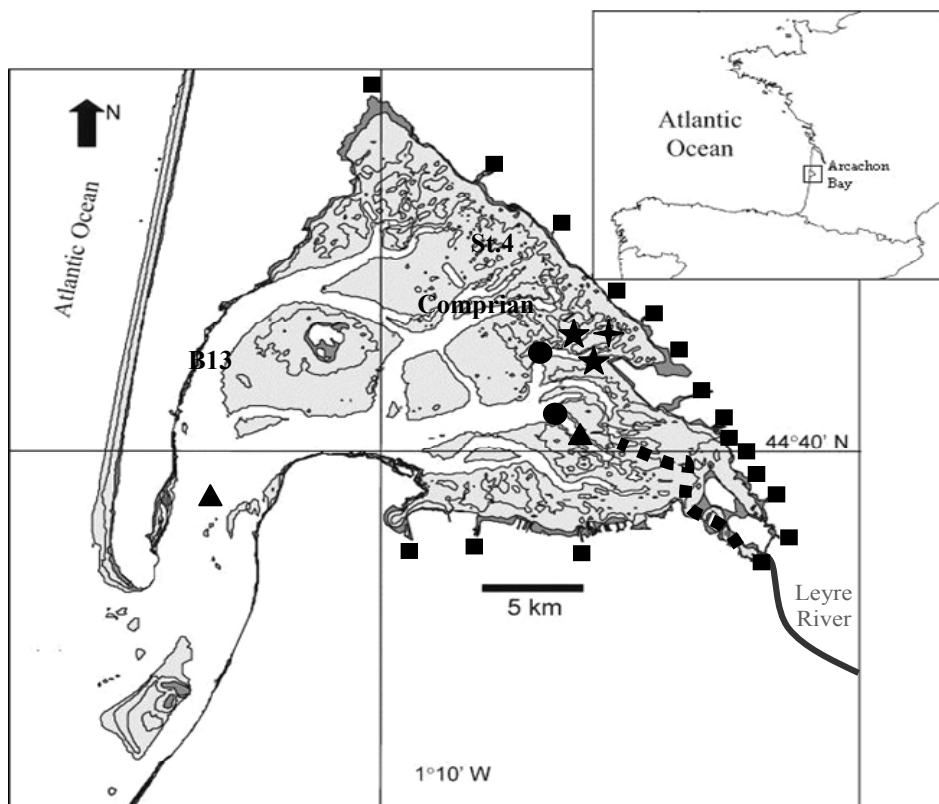 N
Atlantic Ocean
Atlantic
Ocean
Arcachon
Bay
St.4
Comprian
B13
44°40' N
5 km
Leyre
River
1°10' W